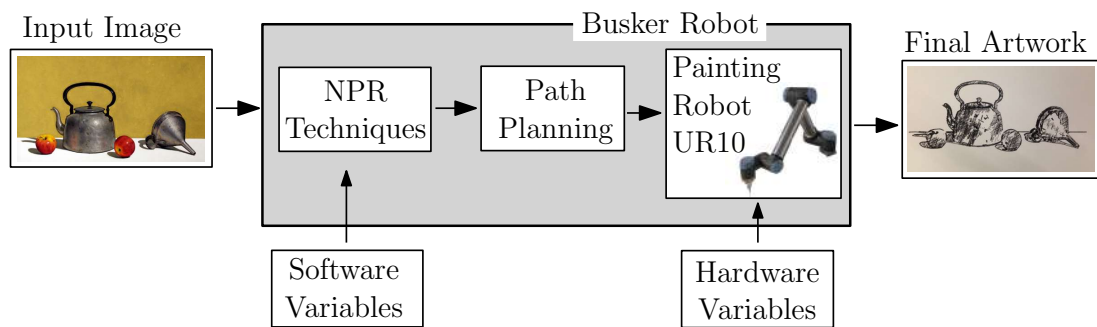 Input Image
Busker Robot
Final Artwork
NPR
Techniques
Path
Planning
Painting
Robot
UR10
Software
Variables
Hardware
Variables